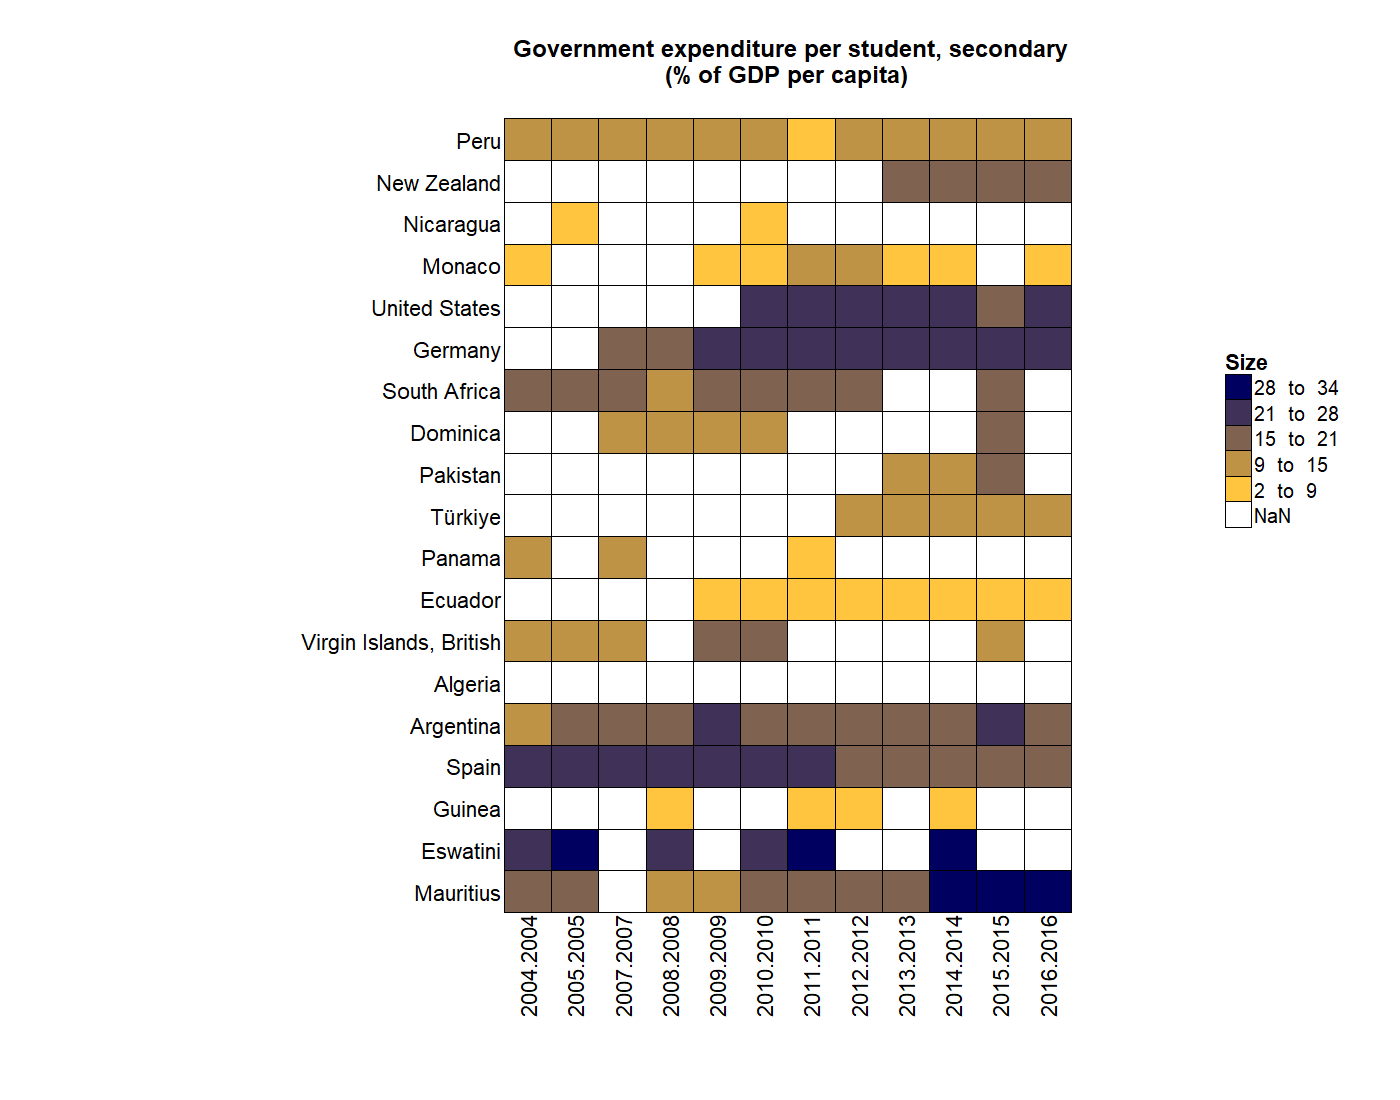 Government expenditure per student, secondary
(% of GDP per capita)
Peru
New Zealand
Nicaragua
Monaco
United States
Germany
South Africa
Dominica
Pakistan
Türkiye
Panama
Ecuador
Virgin Islands, British
Algeria
Argentina
Spain
Guinea
Eswatini
Mauritius
2004.2004
2005.2005
2007.2007
2008.2008
2009.2009
2010.2010
2011.2011
2012.2012
2013.2013
2014.2014
2015.2015
2016.2016
Size
28 to 34
21 to 28
15 to 21
9 to 15
2 to 9
NaN